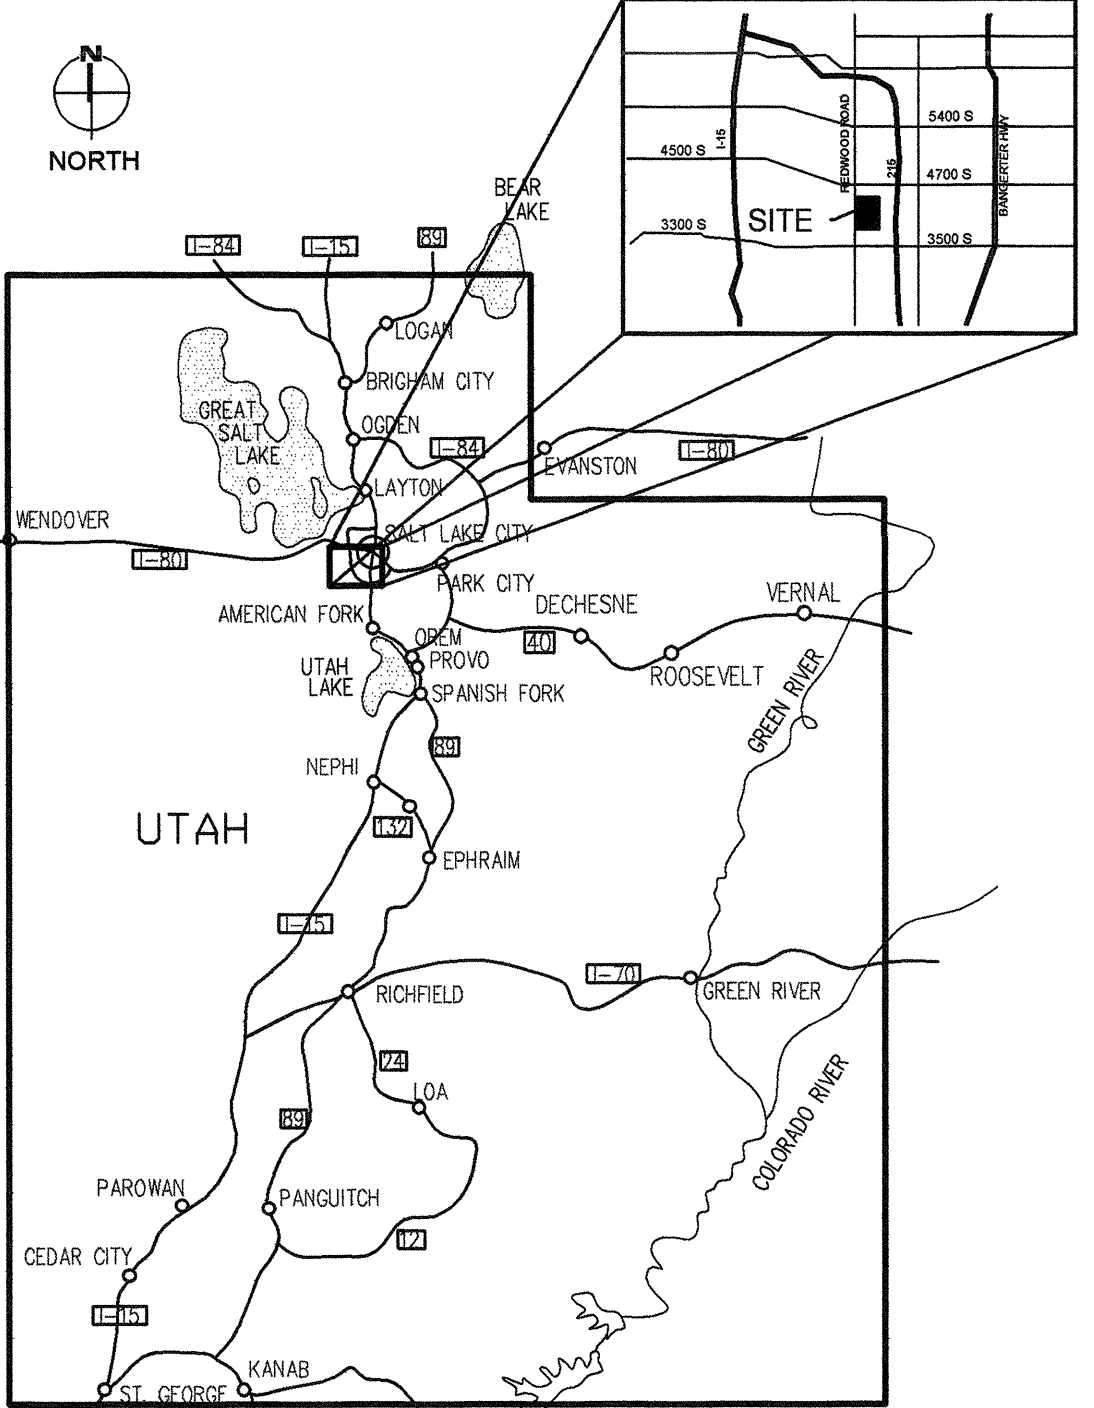 N
NORTH
5400 S
I-15
REDWOOD ROAD
215
BANGERTER HWY
4500 S
4700 S
SITE
3300 S
3500 S
BEAR
LAKE
I-84
I-15
89
LOGAN
BRIGHAM CITY
GREAT
SALT
LAKE
OGDEN
I-84
I-80
EVANSTON
LAYTON
WENDOVER
SALT LAKE CITY
I-80
PARK CITY
AMERICAN FORK
DECHESNE
VERNAL
40
OREM
PROVO
UTAH
LAKE
ROOSEVELT
SPANISH FORK
GREEN RIVER
89
NEPHI
UTAH
132
EPHRAIM
I-15
I-70
RICHFIELD
GREEN RIVER
24
LOA
89
COLORADO RIVER
PAROWAN
PANGUITCH
12
CEDAR CITY
I-15
KANAB
ST. GEORGE